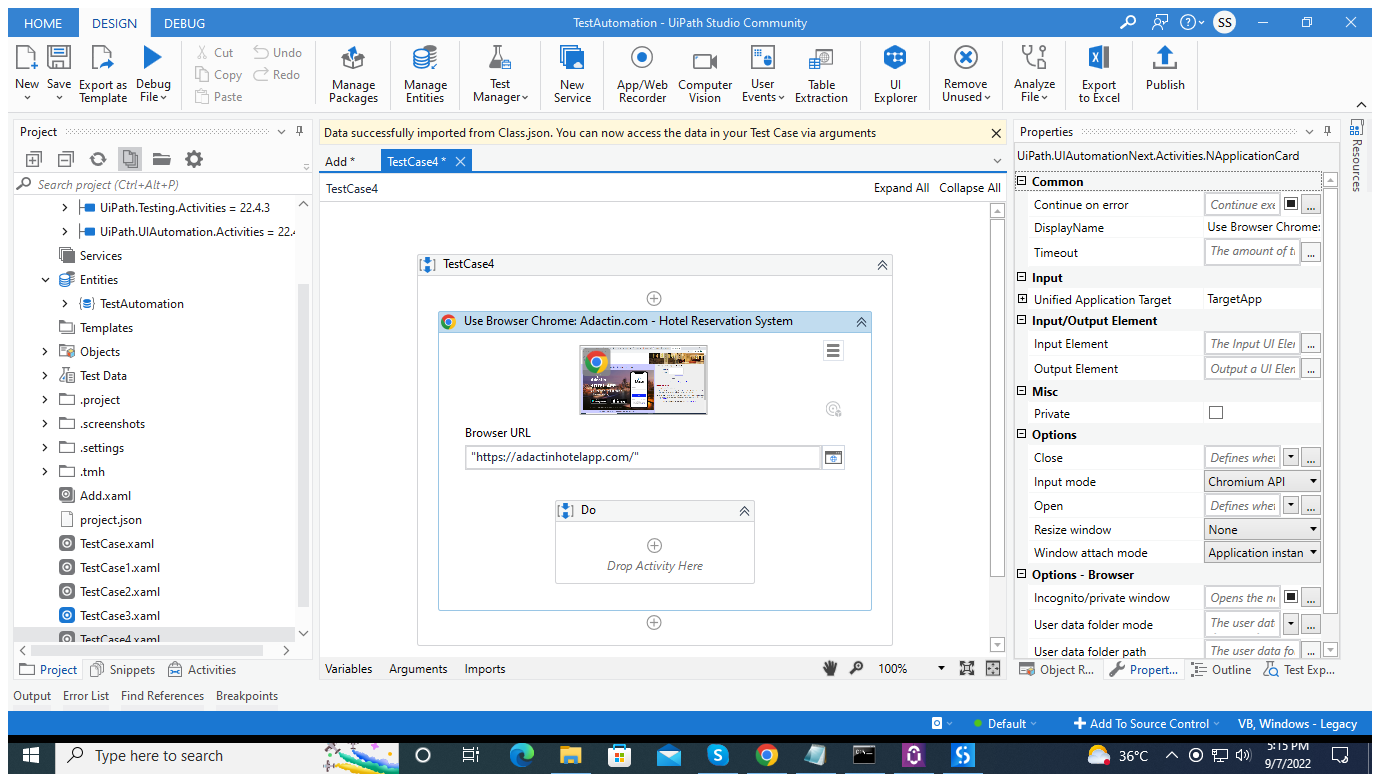 HOME DESIGN DEBUG TestAutomation - UiPath Studio Community SS
New Save Export as Template Debug File Cut Copy Paste Undo Redo Manage Packages Manage Entities Test Manager New Service App/Web Recorder Computer Vision User Events Table Extraction UI Explorer Remove Unused Analyze File Export to Excel Publish
Project
Search project (Ctrl+Alt+P)
UiPath.Testing.Activities = 22.4.3
UiPath.UIAutomation.Activities = 22.4
Services
Entities
TestAutomation
Templates
Objects
Test Data
.project
.screenshots
.settings
.tmh
Add.xaml
project.json
TestCase.xaml
TestCase1.xaml
TestCase2.xaml
TestCase3.xaml
TestCase4.xaml
Project Snippets Activities
Data successfully imported from Class.json. You can now access the data in your Test Case via arguments
Add * TestCase4 *
TestCase4 Expand All Collapse All
TestCase4
Use Browser Chrome: Adactin.com - Hotel Reservation System
Browser URL
"https://adactinhotelapp.com/"
Do
Drop Activity Here
Variables Arguments Imports 100%
Properties
UiPath.UIAutomationNext.Activities.NApplicationCard
Common
Continue on error Continue exe ...
DisplayName Use Browser Chrome:
Timeout The amount of ti ...
Input
Unified Application Target TargetApp
Input/Output Element
Input Element The Input UI Eler ...
Output Element Output a UI Elen ...
Misc
Private
Options
Close Defines whet ...
Input mode Chromium API
Open Defines whet ...
Resize window None
Window attach mode Application instan
Options - Browser
Incognito/private window Opens the ne ...
User data folder mode The user dat ...
User data folder path The user data fo. ...
Object R... Propert... Outline Test Exp...
Resources
Output Error List Find References Breakpoints
Default Add To Source Control VB, Windows - Legacy
Type here to search 36°C 5:15 PM
9/7/2022